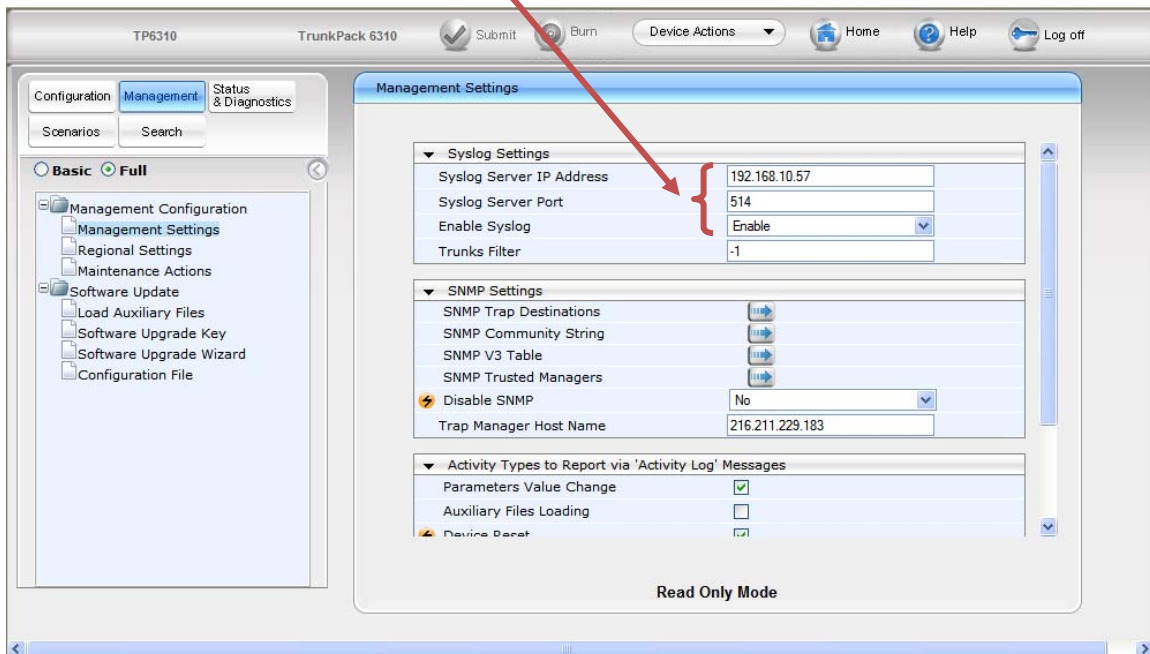 TP6310 TrunkPack 6310 Submit Burn Device Actions Home Help Log off
Configuration Management Status & Diagnostics
Scenarios Search
Basic Full
Management Configuration
Management Settings
Regional Settings
Maintenance Actions
Software Update
Load Auxiliary Files
Software Upgrade Key
Software Upgrade Wizard
Configuration File
Management Settings
Syslog Settings
Syslog Server IP Address 192.168.10.57
Syslog Server Port 514
Enable Syslog Enable
Trunks Filter -1
SNMP Settings
SNMP Trap Destinations
SNMP Community String
SNMP V3 Table
SNMP Trusted Managers
Disable SNMP No
Trap Manager Host Name 216.211.229.183
Activity Types to Report via 'Activity Log' Messages
Parameters Value Change
Auxiliary Files Loading
Device Reset
Read Only Mode